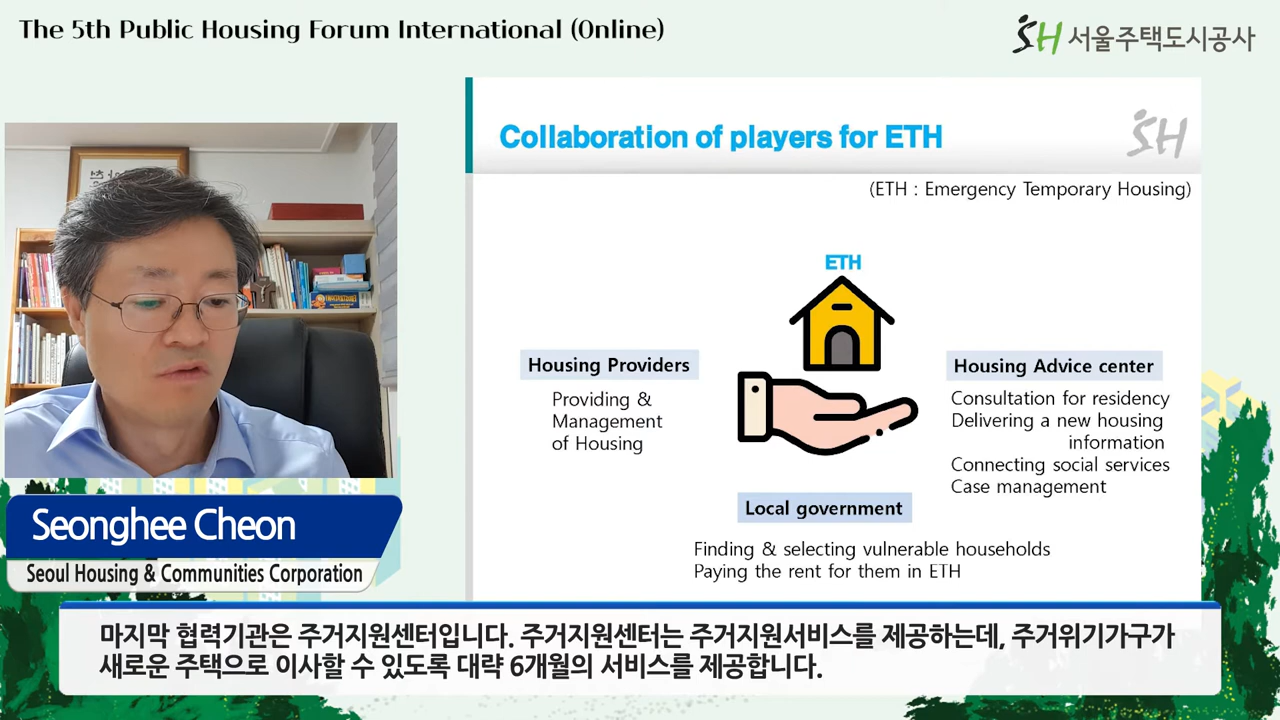 The 5th Public Housing Forum International (Online)
SH 서울주택도시공사
Collaboration of players for ETH
SH
(ETH : Emergency Temporary Housing)
ETH
Housing Providers
Providing &
Management
of Housing
Housing Advice center
Consultation for residency
Delivering a new housing
information
Connecting social services
Case management
Local government
Finding & selecting vulnerable households
Paying the rent for them in ETH
Seonghee Cheon
Seoul Housing & Communities Corporation
마지막 협력기관은 주거지원센터입니다. 주거지원센터는 주거지원서비스를 제공하는데, 주거위기가구가
새로운 주택으로 이사할 수 있도록 대략 6개월의 서비스를 제공합니다.